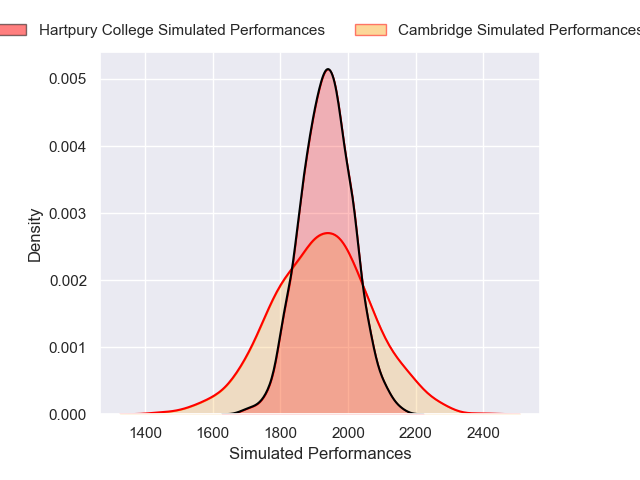 Hartpury College Simulated Performances
Cambridge Simulated Performances
0.005
0.004
0.003
0.002
0.001
0.000
Density
1400 1600 1800 2000 2200 2400
Simulated Performances